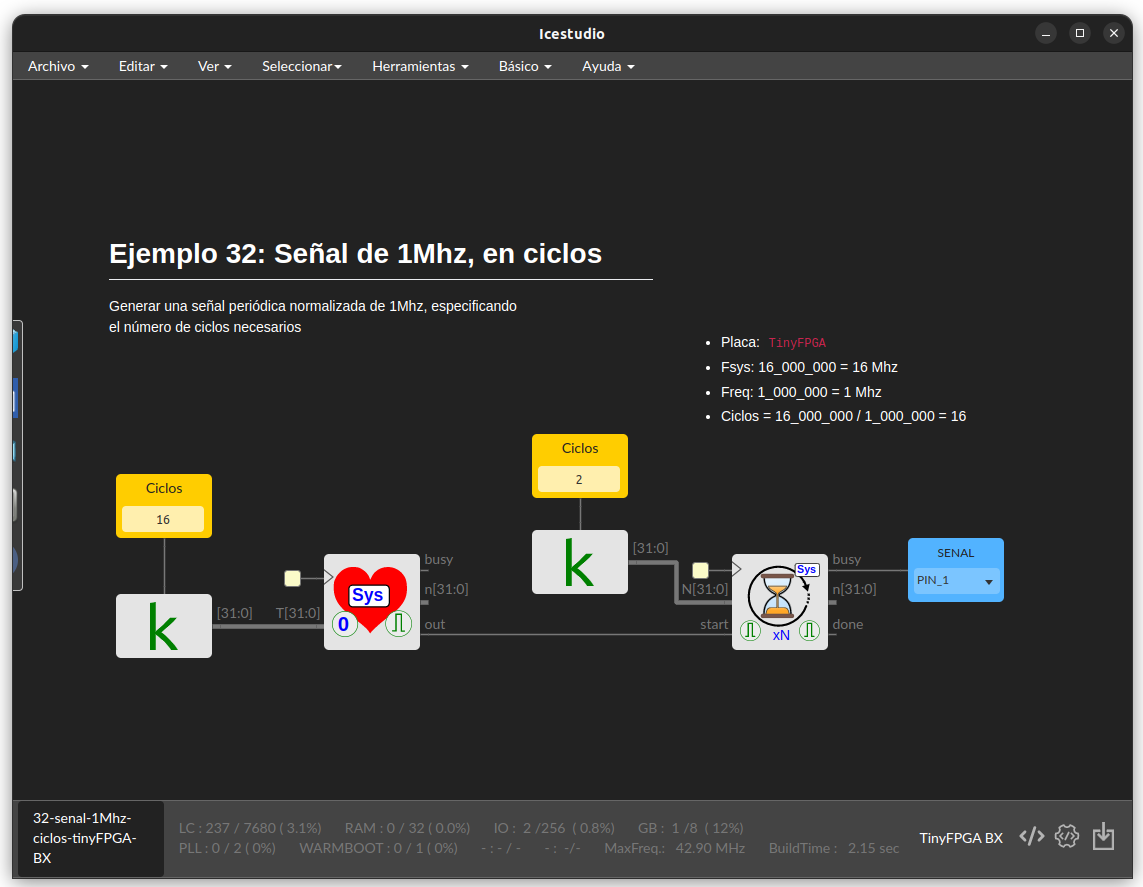 Icestudio
Archivo Editar Ver Seleccionar Herramientas Básico Ayuda
Ejemplo 32: Señal de 1Mhz, en ciclos
Generar una señal periódica normalizada de 1Mhz, especificando
el número de ciclos necesarios
Placa: TinyFPGA
Fsys: 16_000_000 = 16 Mhz
Freq: 1_000_000 = 1 Mhz
Ciclos = 16_000_000 / 1_000_000 = 16
Ciclos
16
k
[31:0]
T[31:0]
Sys
0
busy
n[31:0]
out
Ciclos
2
k
[31:0]
N[31:0]
start
Sys
xN
busy
n[31:0]
done
SENAL
PIN_1
32-senal-1Mhz-
ciclos-tinyFPGA-
BX
LC : 237 / 7680 ( 3.1%) RAM : 0 / 32 ( 0.0%) IO : 2 /256 ( 0.8%) GB : 1 /8 ( 12%)
PLL : 0 / 2 ( 0%) WARMBOOT : 0 / 1 ( 0%) - : - / - - : -/- MaxFreq.: 42.90 MHz BuildTime : 2.15 sec
TinyFPGA BX